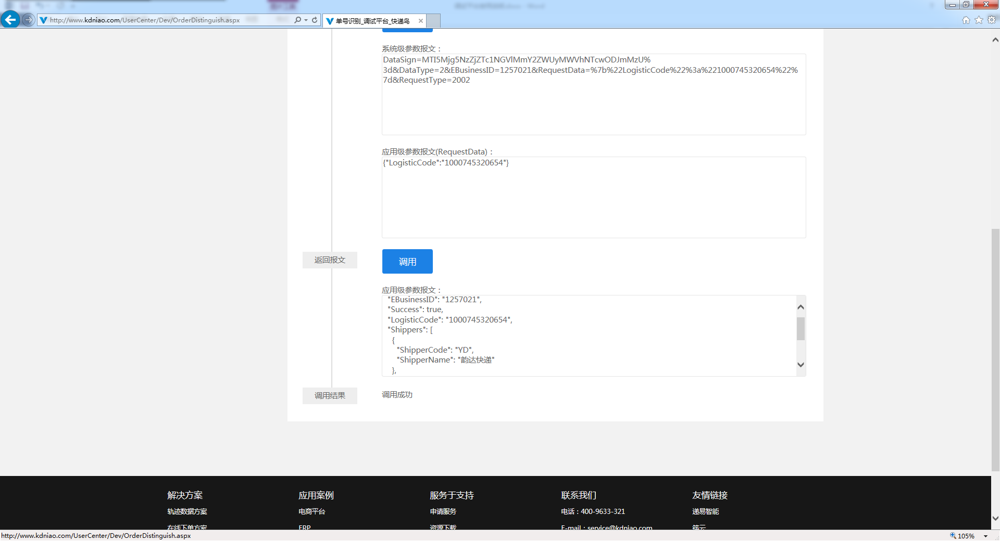 http://www.kdniao.com/UserCenter/Dev/OrderDistinguish.aspx
单号识别_调试平台_快递鸟
系统级参数报文：
DataSign=MTI5Mjg5NzZjZTc1NGVlMmY2ZWUyMWVhNTcwODJmMzU%
3d&DataType=2&EBusinessID=1257021&RequestData=%7b%22LogisticCode%22%3a%221000745320654%22%
7d&RequestType=2002
应用级参数报文(RequestData)：
{"LogisticCode":"1000745320654"}
返回报文
调用
应用级参数报文：
"EBusinessID": "1257021",
"Success": true,
"LogisticCode": "1000745320654",
"Shippers": [
{
"ShipperCode": "YD",
"ShipperName": "韵达快递"
},
调用结果
调用成功
解决方案
应用案例
服务于支持
联系我们
友情链接
轨迹数据方案
电商平台
申请服务
电话：400-9633-321
递易智能
在线下单方案
ERP
资源下载
E-mail：service@kdniao.com
筋云
http://www.kdniao.com/UserCenter/Dev/OrderDistinguish.aspx
105%